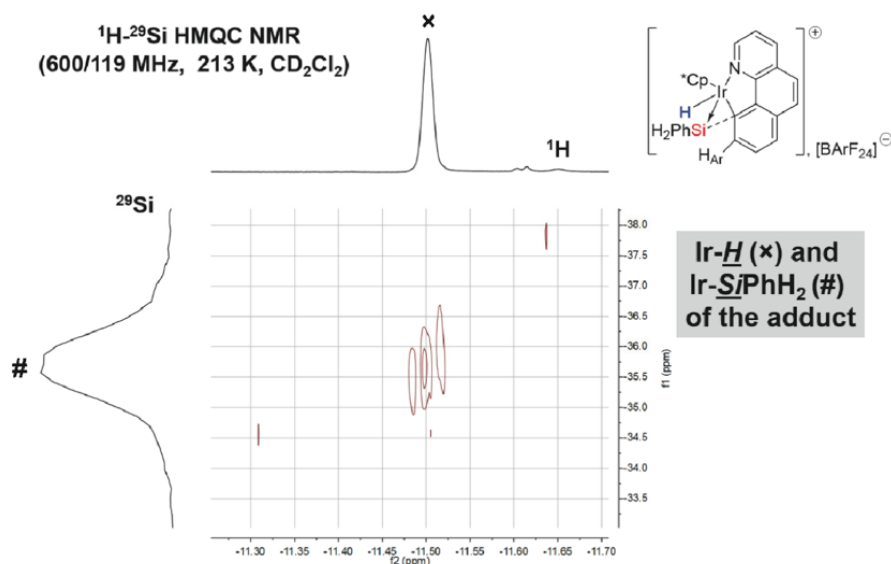 ¹H-²⁹Si HMQC NMR
(600/119 MHz, 213 K, CD₂Cl₂)
×
¹H
*Cp
N
Ir
H
H₂PhSi
H_Ar
⊕
, [BArF₂₄]⊖
²⁹Si
#
-38.0
-37.5
-37.0
-36.5
-36.0
-35.5
-35.0
-34.5
-34.0
-33.5
f1 (ppm)
Ir-H (×) and
Ir-SiPhH₂ (#)
of the adduct
-11.30 -11.35 -11.40 -11.45 -11.50 -11.55 -11.60 -11.65 -11.70
f2 (ppm)